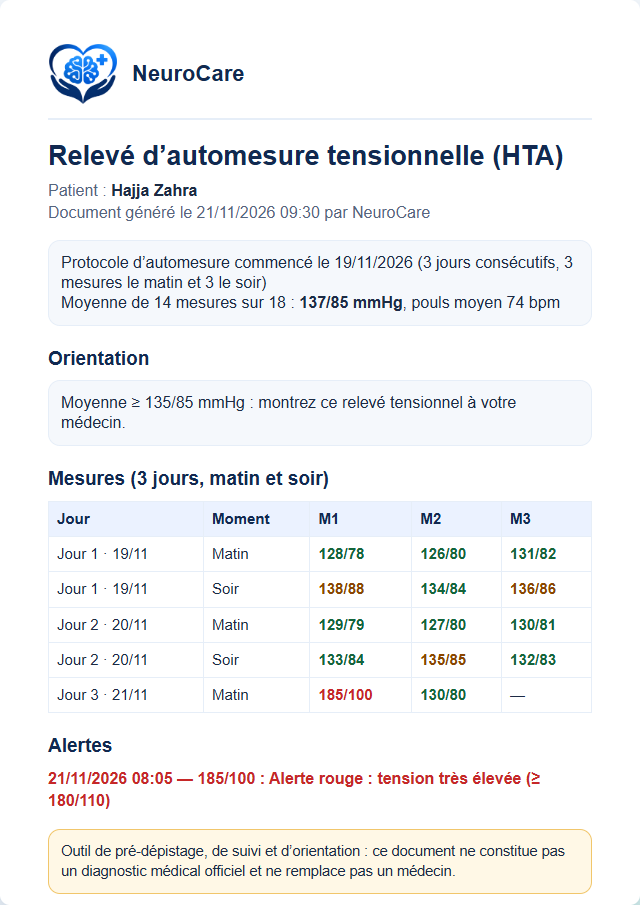 NeuroCare
Relevé d’automesure tensionnelle (HTA)
Patient : Hajja Zahra
Document généré le 21/11/2026 09:30 par NeuroCare
Protocole d’automesure commencé le 19/11/2026 (3 jours consécutifs, 3
mesures le matin et 3 le soir)
Moyenne de 14 mesures sur 18 : 137/85 mmHg, pouls moyen 74 bpm
Orientation
Moyenne ≥ 135/85 mmHg : montrez ce relevé tensionnel à votre
médecin.
Mesures (3 jours, matin et soir)
Jour Moment M1 M2 M3
Jour 1 · 19/11 Matin 128/78 126/80 131/82
Jour 1 · 19/11 Soir 138/88 134/84 136/86
Jour 2 · 20/11 Matin 129/79 127/80 130/81
Jour 2 · 20/11 Soir 133/84 135/85 132/83
Jour 3 · 21/11 Matin 185/100 130/80 —
Alertes
21/11/2026 08:05 — 185/100 : Alerte rouge : tension très élevée (≥
180/110)
Outil de pré-dépistage, de suivi et d’orientation : ce document ne constitue pas
un diagnostic médical officiel et ne remplace pas un médecin.